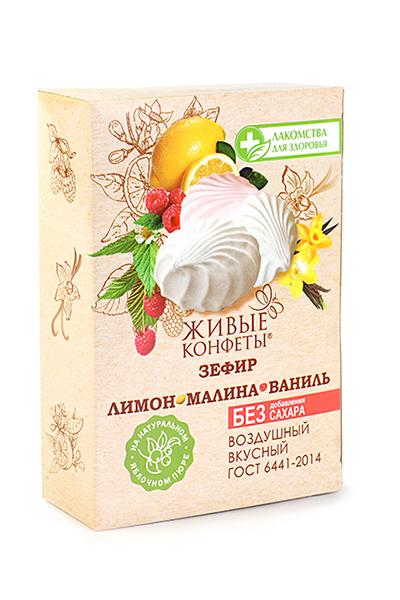 ЛАКОМСТВА
ДЛЯ ЗДОРОВЬЯ
ЖИВЫЕ
КОНФЕТЫ®
ЗЕФИР
ЛИМОН•МАЛИНА•ВАНИЛЬ
БЕЗ добавления САХАРА
ВОЗДУШНЫЙ
ВКУСНЫЙ
ГОСТ 6441-2014
НА НАТУРАЛЬНОМ
ЯБЛОЧНОМ ПЮРЕ